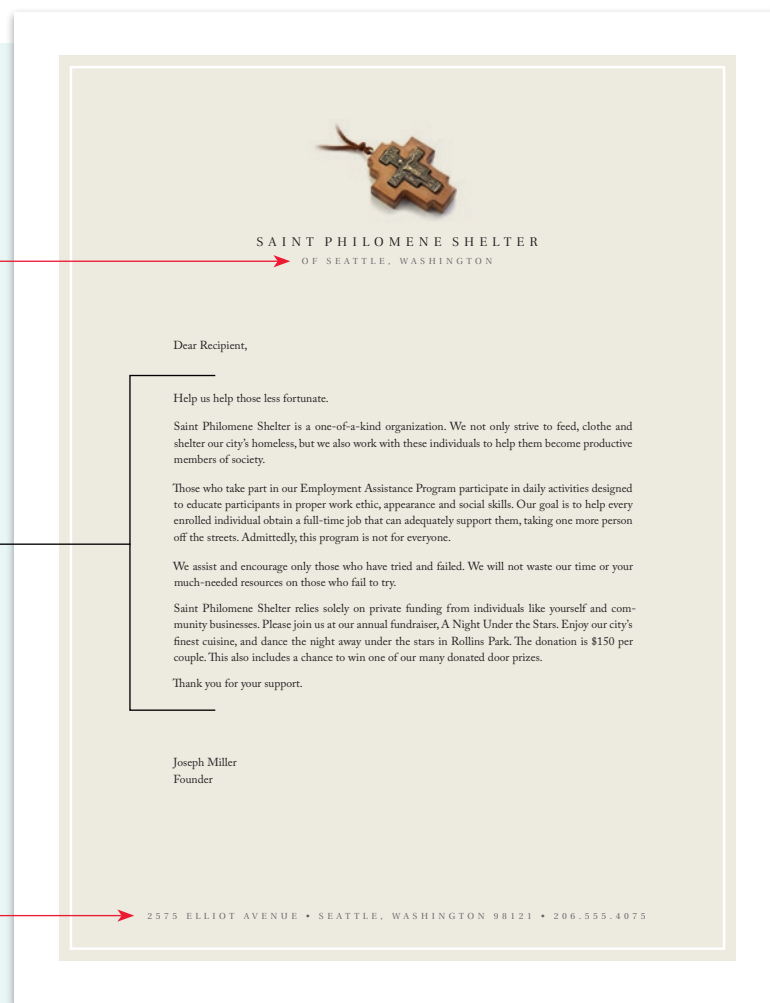 SAINT PHILOMENE SHELTER
OF SEATTLE, WASHINGTON
Dear Recipient,
Help us help those less fortunate.
Saint Philomene Shelter is a one-of-a-kind organization. We not only strive to feed, clothe and
shelter our city's homeless, but we also work with these individuals to help them become productive
members of society.
Those who take part in our Employment Assistance Program participate in daily activities designed
to educate participants in proper work ethic, appearance and social skills. Our goal is to help every
enrolled individual obtain a full-time job that can adequately support them, taking one more person
off the streets. Admittedly, this program is not for everyone.
We assist and encourage only those who have tried and failed. We will not waste our time or your
much-needed resources on those who fail to try.
Saint Philomene Shelter relies solely on private funding from individuals like yourself and com-
munity businesses. Please join us at our annual fundraiser, A Night Under the Stars. Enjoy our city's
finest cuisine, and dance the night away under the stars in Rollins Park. The donation is $150 per
couple. This also includes a chance to win one of our many donated door prizes.
Thank you for your support.
Joseph Miller
Founder
2575 ELLIOT AVENUE • SEATTLE, WASHINGTON 98121 • 206.555.4075